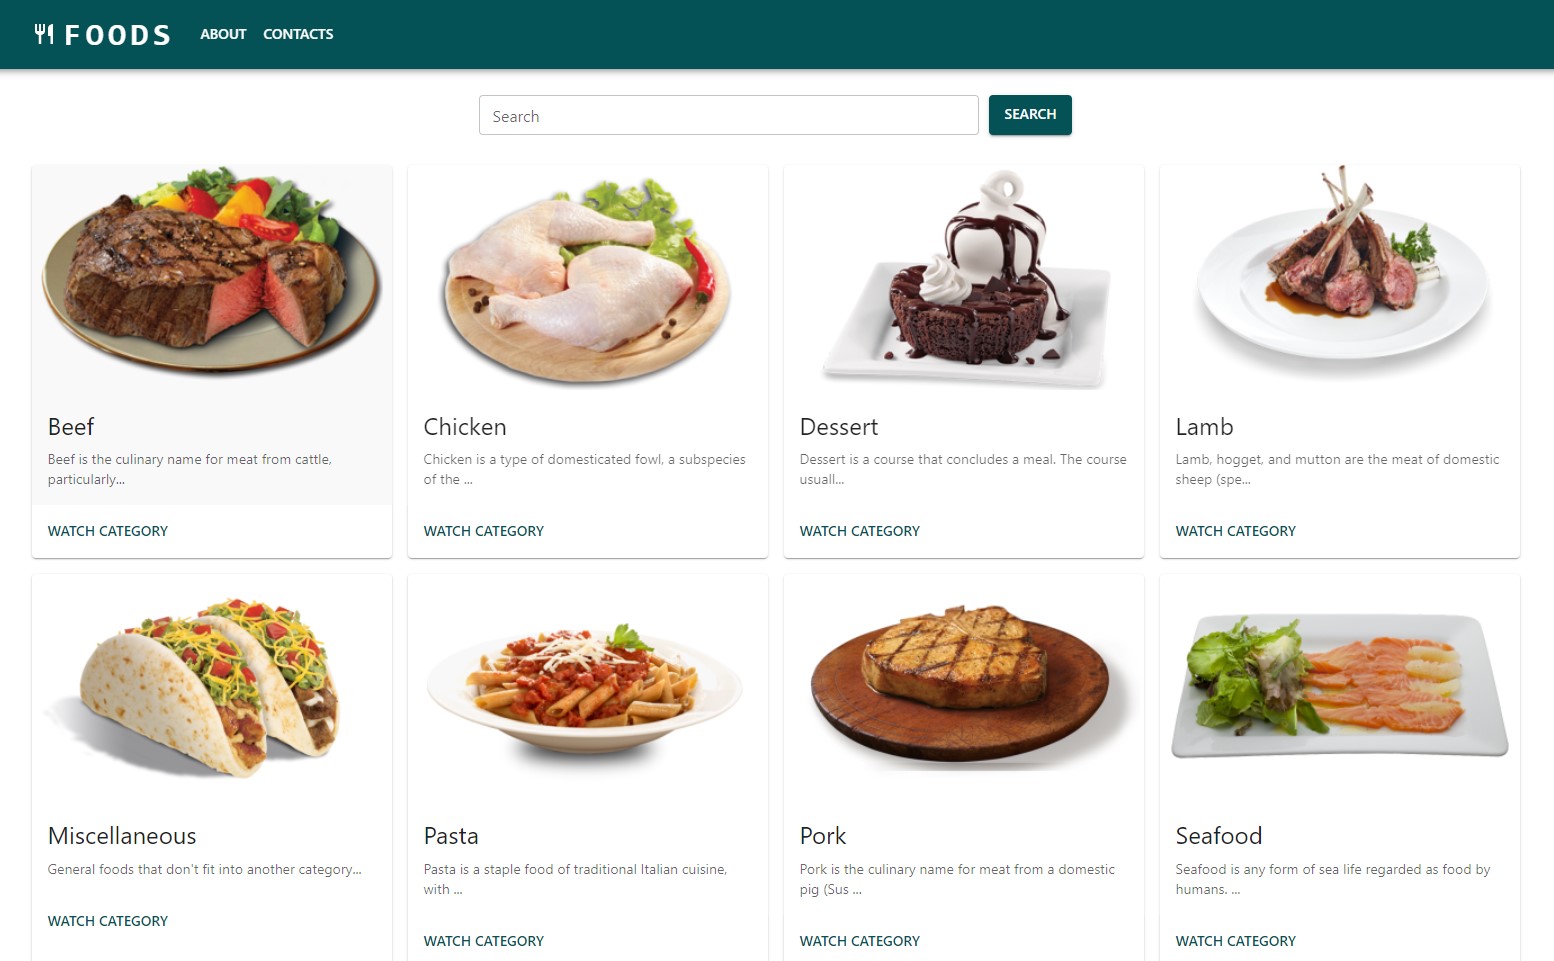 FOODS
ABOUT
CONTACTS
Search
SEARCH
Beef
Beef is the culinary name for meat from cattle,
particularly...
WATCH CATEGORY
Chicken
Chicken is a type of domesticated fowl, a subspecies
of the ...
WATCH CATEGORY
Dessert
Dessert is a course that concludes a meal. The course
usuall...
WATCH CATEGORY
Lamb
Lamb, hogget, and mutton are the meat of domestic
sheep (spe...
WATCH CATEGORY
Miscellaneous
General foods that don't fit into another category...
WATCH CATEGORY
Pasta
Pasta is a staple food of traditional Italian cuisine,
with ...
WATCH CATEGORY
Pork
Pork is the culinary name for meat from a domestic
pig (Sus ...
WATCH CATEGORY
Seafood
Seafood is any form of sea life regarded as food by
humans. ...
WATCH CATEGORY